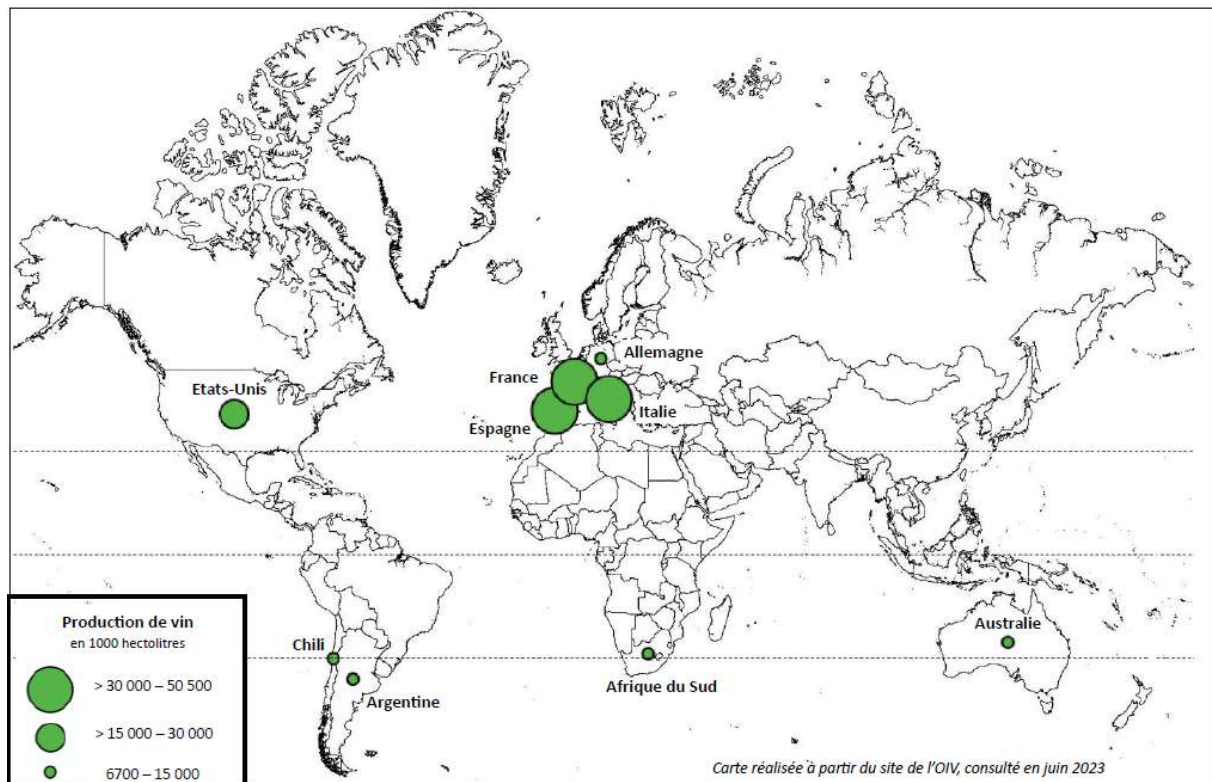 Allemagne
France
Etats-Unis
Italie
Espagne
Australie
Chili
Afrique du Sud
Argentine
Production de vin
en 1000 hectolitres
> 30 000 – 50 500
> 15 000 – 30 000
6700 – 15 000
Carte réalisée à partir du site de l'OIV, consulté en juin 2023